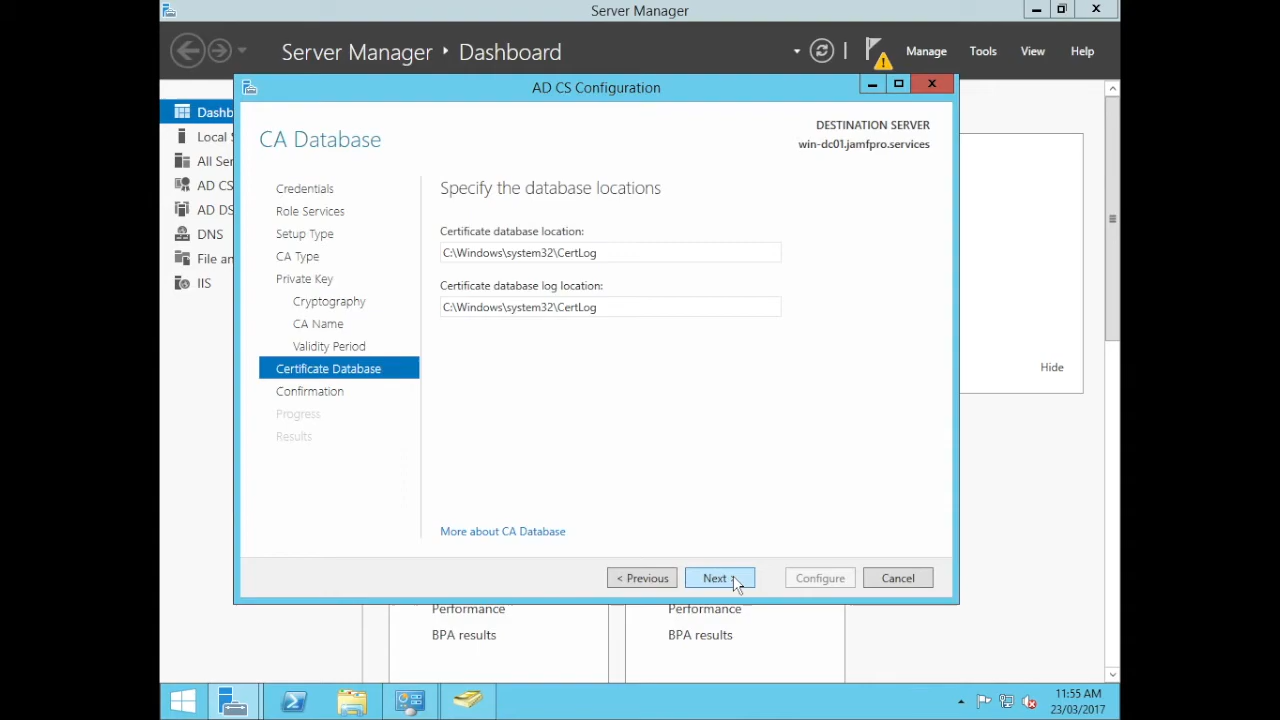 Server Manager
Server Manager ‣ Dashboard
Manage
Tools
View
Help
AD CS Configuration
CA Database
DESTINATION SERVER
win-dc01.jamfpro.services
Dashb
Local S
All Ser
AD CS
AD DS
DNS
File an
IIS
Credentials
Role Services
Setup Type
CA Type
Private Key
Cryptography
CA Name
Validity Period
Certificate Database
Confirmation
Progress
Results
Specify the database locations
Certificate database location:
C:\Windows\system32\CertLog
Certificate database log location:
C:\Windows\system32\CertLog
More about CA Database
Hide
< Previous
Next >
Configure
Cancel
Performance
BPA results
Performance
BPA results
11:55 AM
23/03/2017